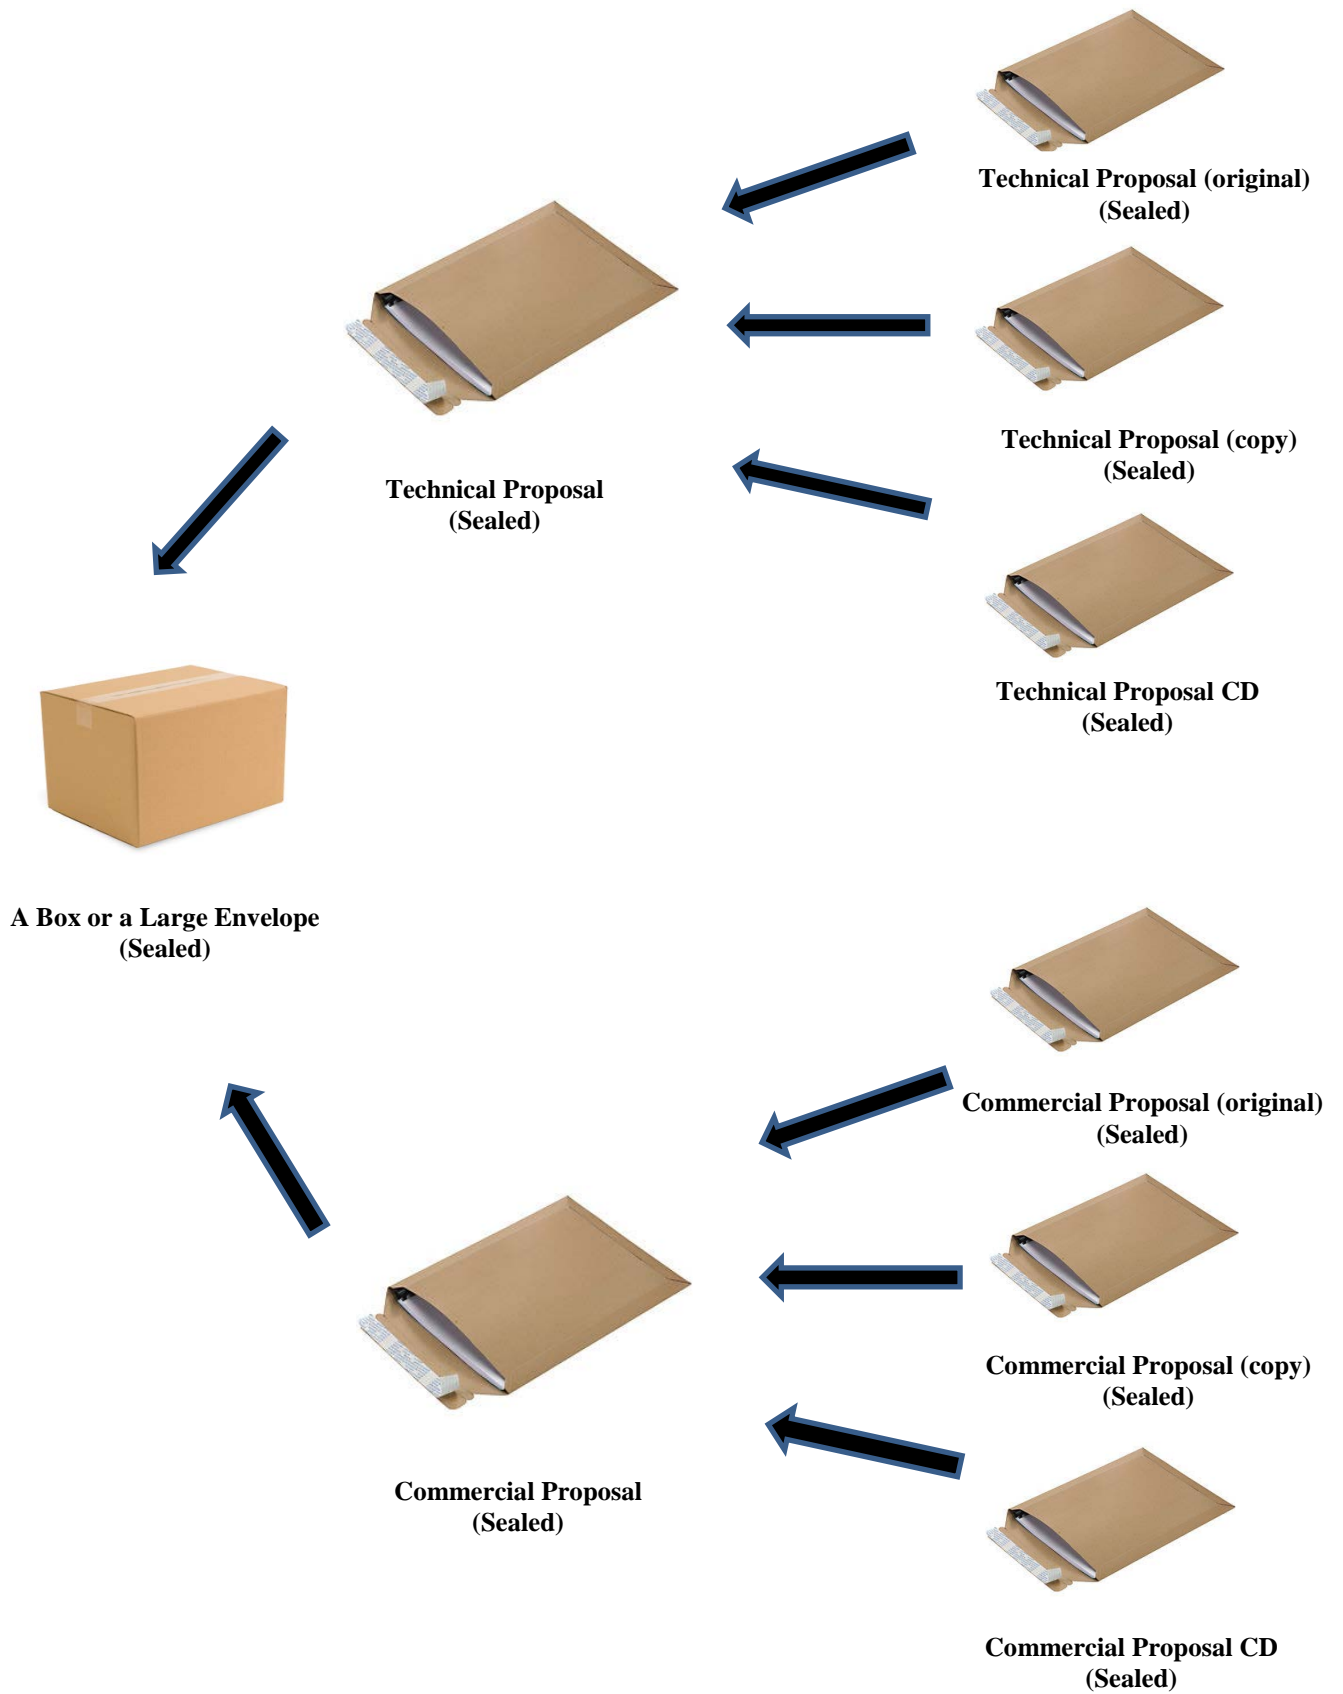 Technical Proposal (original)
(Sealed)
Technical Proposal (copy)
(Sealed)
Technical Proposal
(Sealed)
Technical Proposal CD
(Sealed)
A Box or a Large Envelope
(Sealed)
Commercial Proposal (original)
(Sealed)
Commercial Proposal (copy)
(Sealed)
Commercial Proposal
(Sealed)
Commercial Proposal CD
(Sealed)